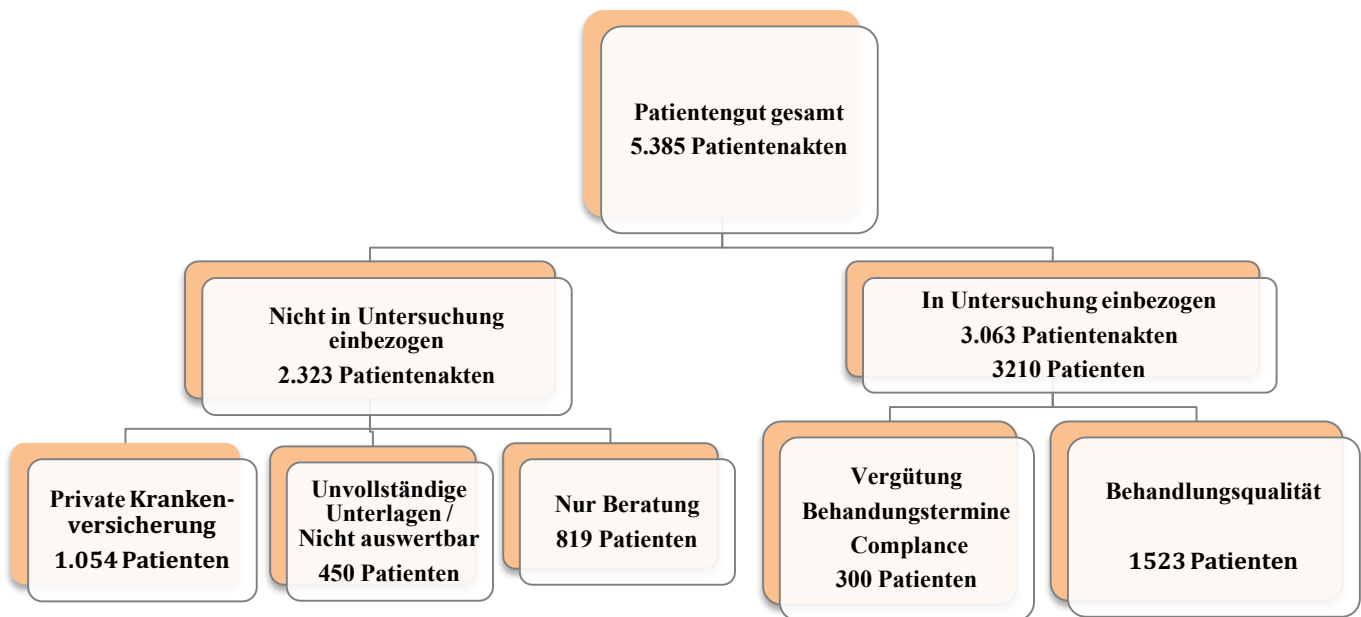 Patientengut gesamt
5.385 Patientenakten
Nicht in Untersuchung
einbezogen
2.323 Patientenakten
In Untersuchung einbezogen
3.063 Patientenakten
3210 Patienten
Private Kranken-
versicherung
1.054 Patienten
Unvollständige
Unterlagen /
Nicht auswertbar
450 Patienten
Nur Beratung
819 Patienten
Vergütung
Behandungstermine
Complance
300 Patienten
Behandlungsqualität
1523 Patienten